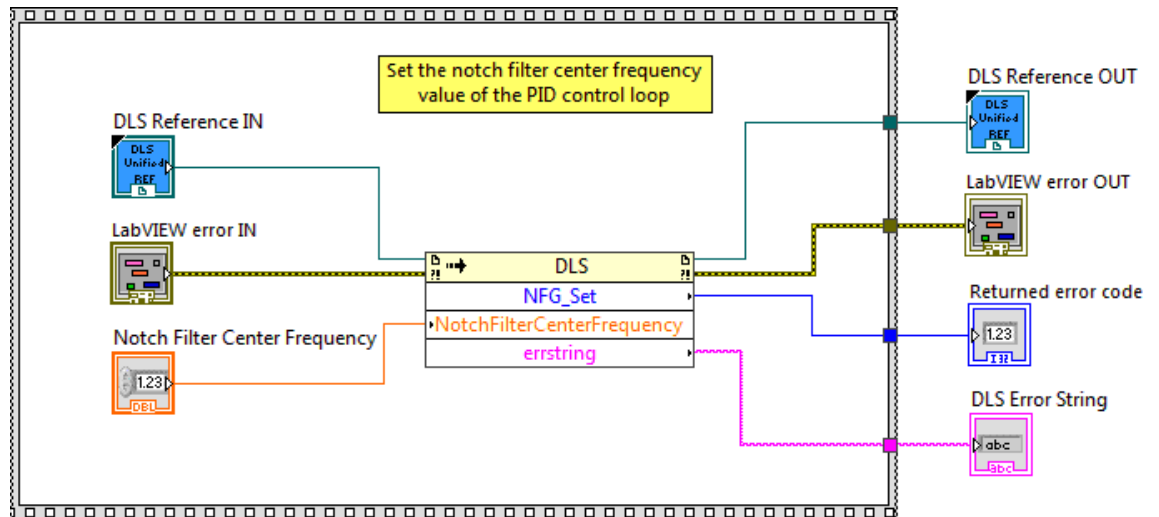 Set the notch filter center frequency
value of the PID control loop
DLS Reference IN
DLS
Unified
REF
LabVIEW error IN
?!
Notch Filter Center Frequency
1.23
DBL
DLS
?!
?!
NFG_Set
NotchFilterCenterFrequency
errstring
DLS Reference OUT
DLS
Unified
REF
LabVIEW error OUT
?!
Returned error code
1.23
I32
DLS Error String
abc
abc